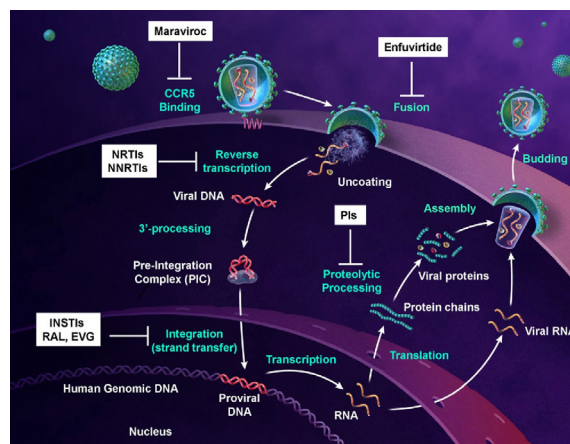 Maraviroc
Enfuvirtide
CCR5
Binding
Fusion
NRTIs
NNRTIs
Reverse
transcription
Uncoating
Budding
Viral DNA
PIs
Assembly
3'-processing
Viral proteins
Pre-Integration
Complex (PIC)
Proteolytic
Processing
Protein chains
INSTIs
RAL, EVG
Integration
(strand transfer)
Viral RNA
Transcription
Translation
Human Genomic DNA
Proviral
DNA
RNA
Nucleus